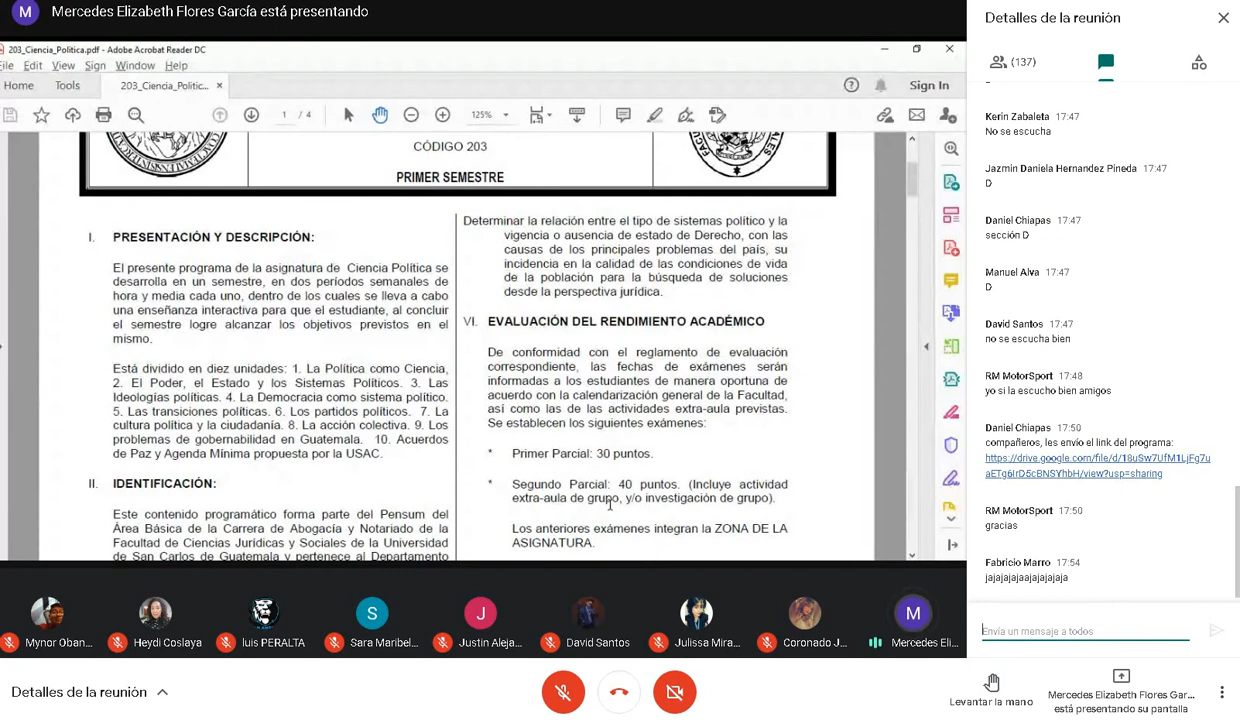 M Mercedes Elizabeth Flores García está presentando
203_Ciencia_Politica.pdf - Adobe Acrobat Reader DC
File Edit View Sign Window Help
Home Tools 203_Ciencia_Politic... × Sign In
1 / 4 125%
CÓDIGO 203
PRIMER SEMESTRE
I. PRESENTACIÓN Y DESCRIPCIÓN:
El presente programa de la asignatura de Ciencia Política se
desarrolla en un semestre, en dos períodos semanales de
hora y media cada uno, dentro de los cuales se lleva a cabo
una enseñanza interactiva para que el estudiante, al concluir
el semestre logre alcanzar los objetivos previstos en el
mismo.
Está dividido en diez unidades: 1. La Política como Ciencia,
2. El Poder, el Estado y los Sistemas Políticos. 3. Las
Ideologías políticas. 4. La Democracia como sistema político.
5. Las transiciones políticas. 6. Los partidos políticos. 7. La
cultura política y la ciudadanía. 8. La acción colectiva. 9. Los
problemas de gobernabilidad en Guatemala. 10. Acuerdos
de Paz y Agenda Mínima propuesta por la USAC.
II. IDENTIFICACIÓN:
Este contenido programático forma parte del Pensum del
Área Básica de la Carrera de Abogacía y Notariado de la
Facultad de Ciencias Jurídicas y Sociales de la Universidad
de San Carlos de Guatemala y pertenece al Departamento
Determinar la relación entre el tipo de sistemas político y la
vigencia o ausencia de estado de Derecho, con las
causas de los principales problemas del país, su
incidencia en la calidad de las condiciones de vida
de la población para la búsqueda de soluciones
desde la perspectiva jurídica.
VI. EVALUACIÓN DEL RENDIMIENTO ACADÉMICO
De conformidad con el reglamento de evaluación
correspondiente, las fechas de exámenes serán
informadas a los estudiantes de manera oportuna de
acuerdo con la calendarización general de la Facultad,
así como las de las actividades extra-aula previstas.
Se establecen los siguientes exámenes:
* Primer Parcial: 30 puntos.
* Segundo Parcial: 40 puntos. (Incluye actividad
extra-aula de grupo, y/o investigación de grupo).
Los anteriores exámenes integran la ZONA DE LA
ASIGNATURA.
S J M
Mynor Oban... Heydi Coslaya luis PERALTA Sara Maribel... Justin Aleja... David Santos Julissa Mira... Coronado J... Mercedes Eli...
Detalles de la reunión
Detalles de la reunión
(137)
Kerin Zabaleta 17:47
No se escucha
Jazmin Daniela Hernandez Pineda 17:47
D
Daniel Chiapas 17:47
sección D
Manuel Alva 17:47
D
David Santos 17:47
no se escucha bien
RM MotorSport 17:48
yo si la escucho bien amigos
Daniel Chiapas 17:50
compañeros, les envío el link del programa:
https://drive.google.com/file/d/18uSw7UfM1LjFg7u
aETg6IrD5cBNSYhbH/view?usp=sharing
RM MotorSport 17:50
gracias
Fabricio Marro 17:54
jajajajaajajajajaja
Envía un mensaje a todos
Levantar la mano
Mercedes Elizabeth Flores Gar...
está presentando su pantalla